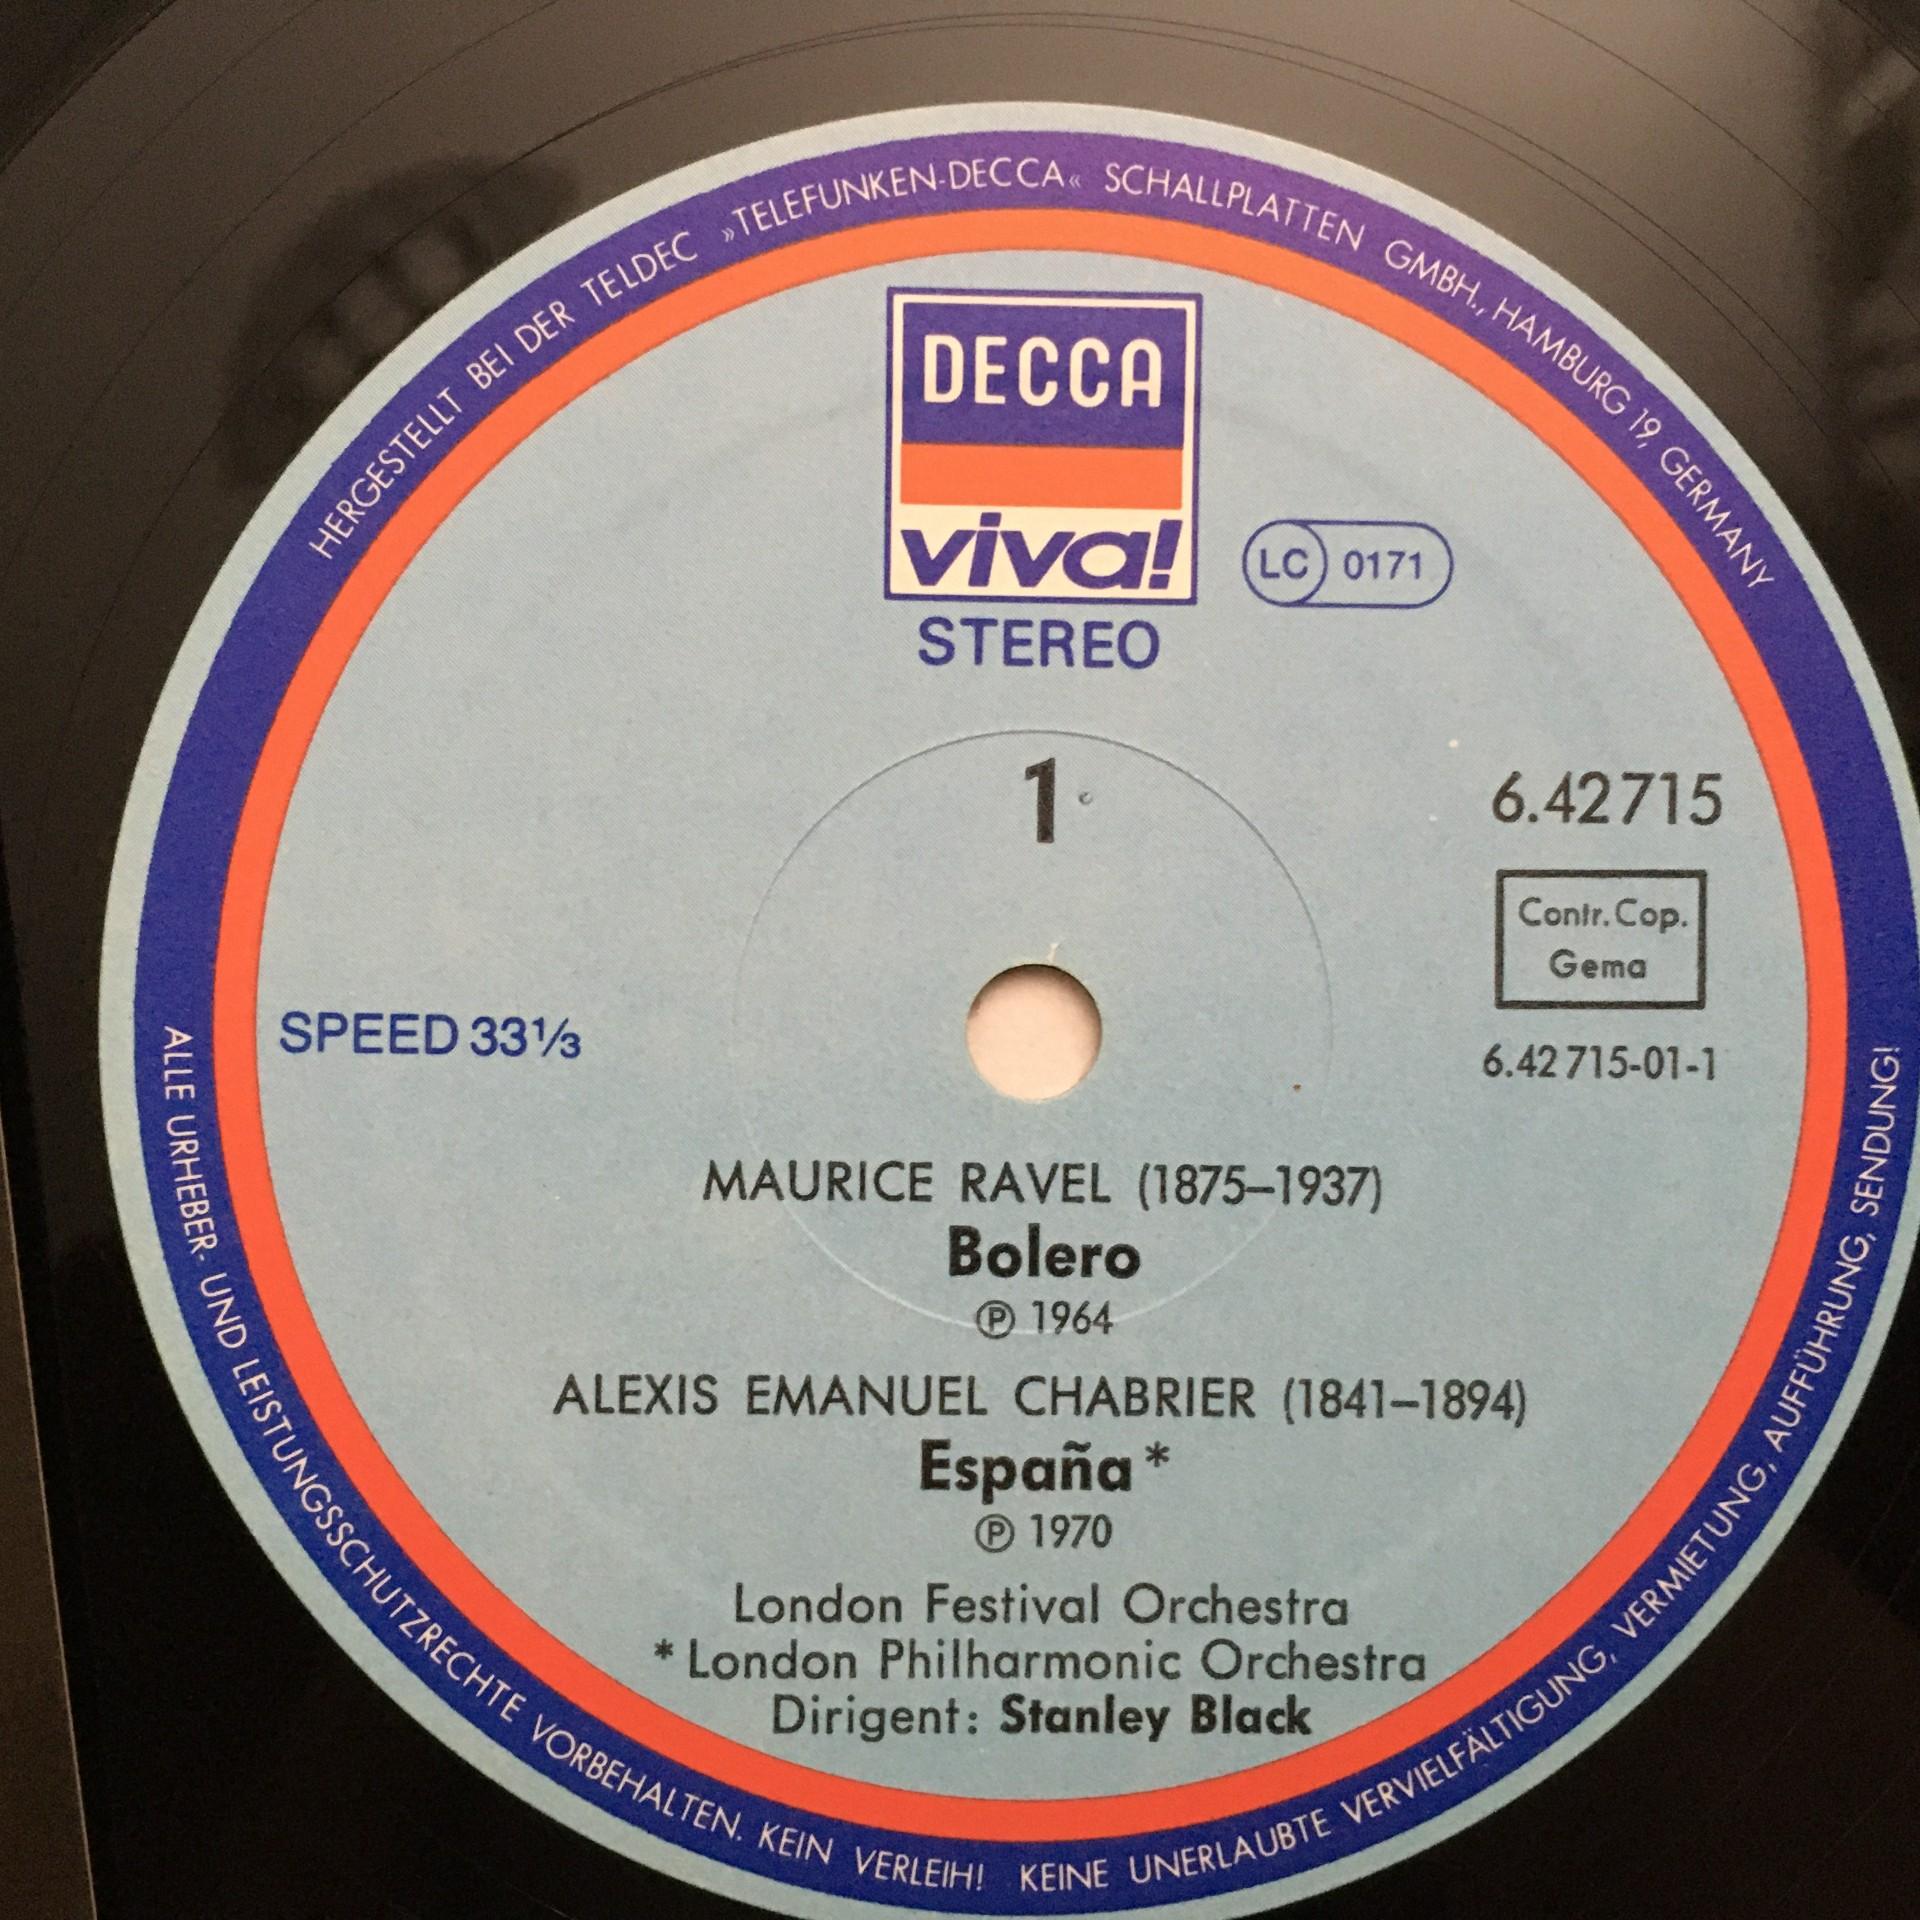 HERGESTELLT BEI DER TELDEC »TELEFUNKEN-DECCA« SCHALLPLATTEN GMBH., HAMBURG 19, GERMANY
DECCA
viva!
LC 0171
STEREO
1
6.42715
Contr. Cop.
Gema
SPEED 33⅓
6.42715-01-1
MAURICE RAVEL (1875–1937)
Bolero
℗ 1964
ALEXIS EMANUEL CHABRIER (1841–1894)
España*
℗ 1970
London Festival Orchestra
* London Philharmonic Orchestra
Dirigent: Stanley Black
ALLE URHEBER- UND LEISTUNGSSCHUTZRECHTE VORBEHALTEN. KEIN VERLEIH! KEINE UNERLAUBTE VERVIELFÄLTIGUNG, VERMIETUNG, AUFFÜHRUNG, SENDUNG!